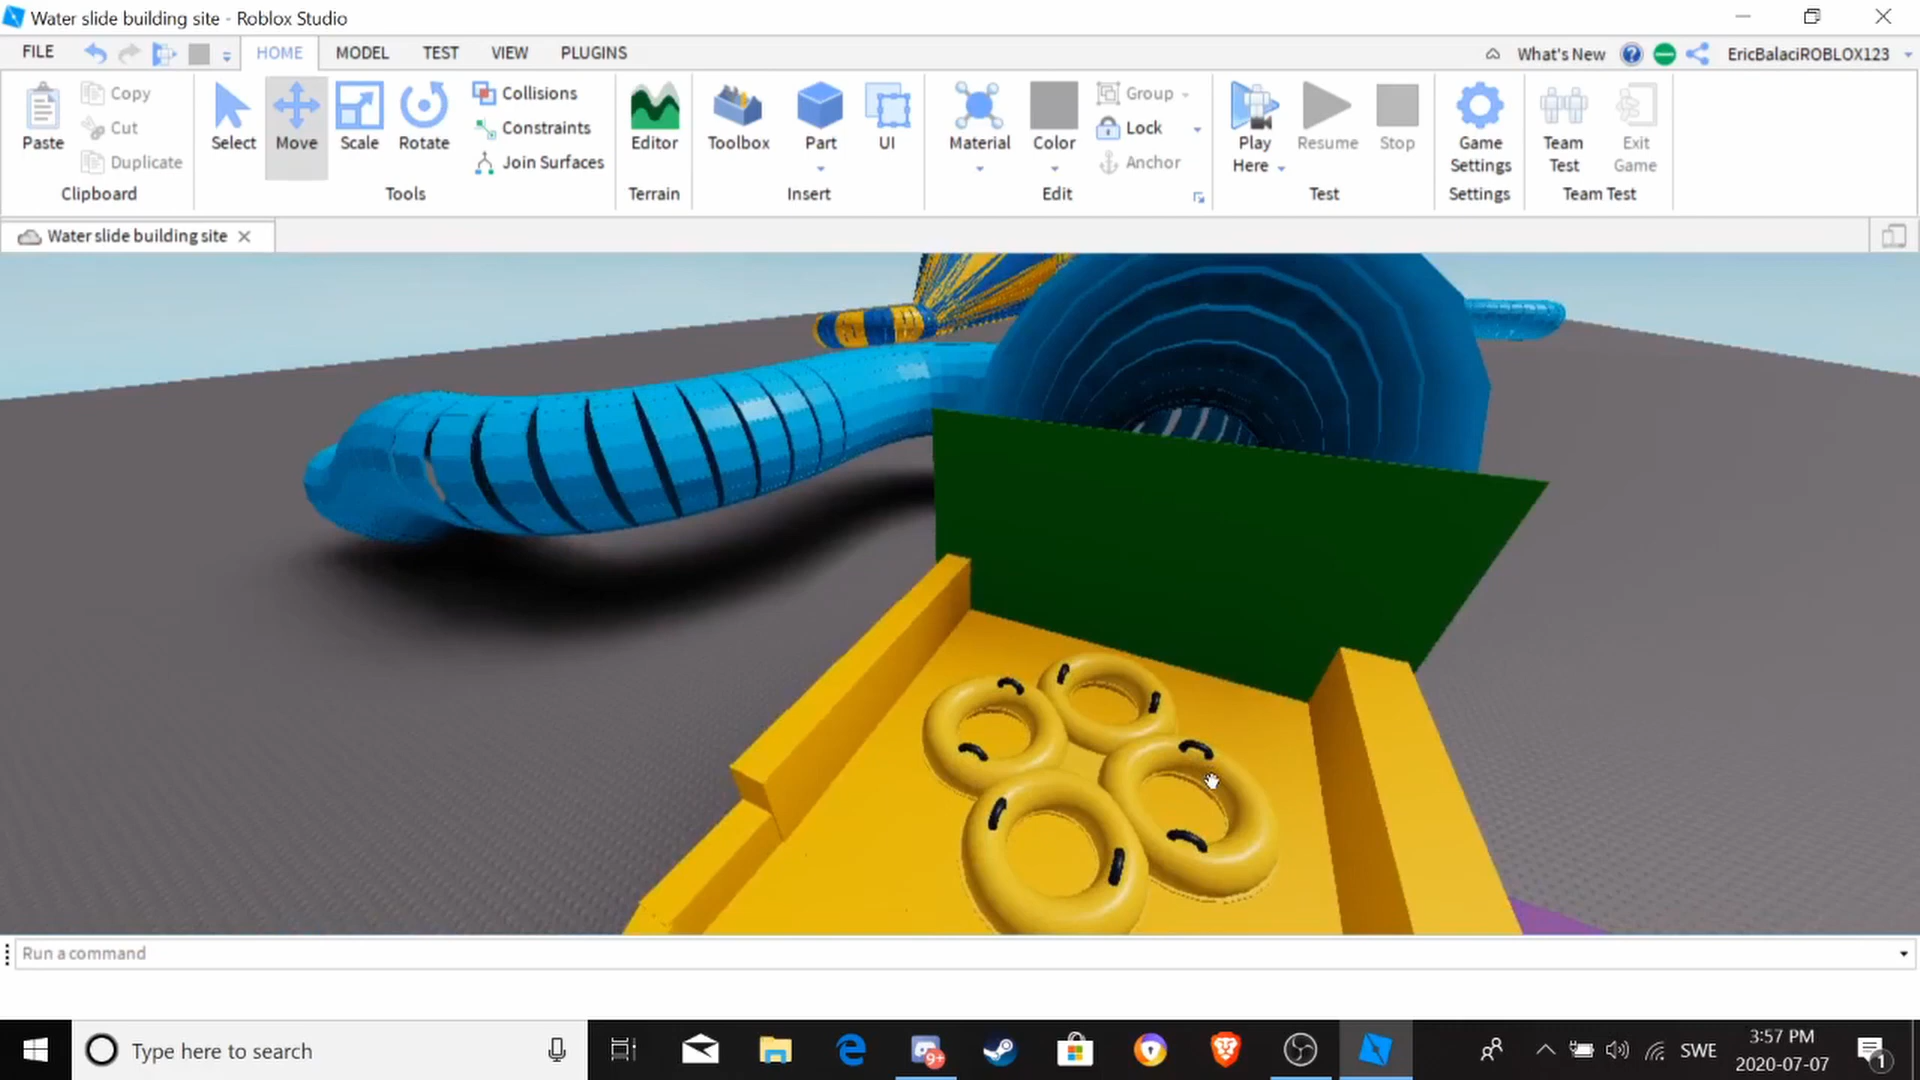 Water slide building site - Roblox Studio
FILE HOME MODEL TEST VIEW PLUGINS What's New EricBalaciROBLOX123
Paste Copy Cut Duplicate
Clipboard
Select Move Scale Rotate Collisions Constraints Join Surfaces
Tools
Editor
Terrain
Toolbox Part UI
Insert
Material Color Group Lock Anchor
Edit
Play Here Resume Stop
Test
Game Settings
Settings
Team Test Exit Game
Team Test
Water slide building site
Run a command
Type here to search
9+
SWE
3:57 PM
2020-07-07
1